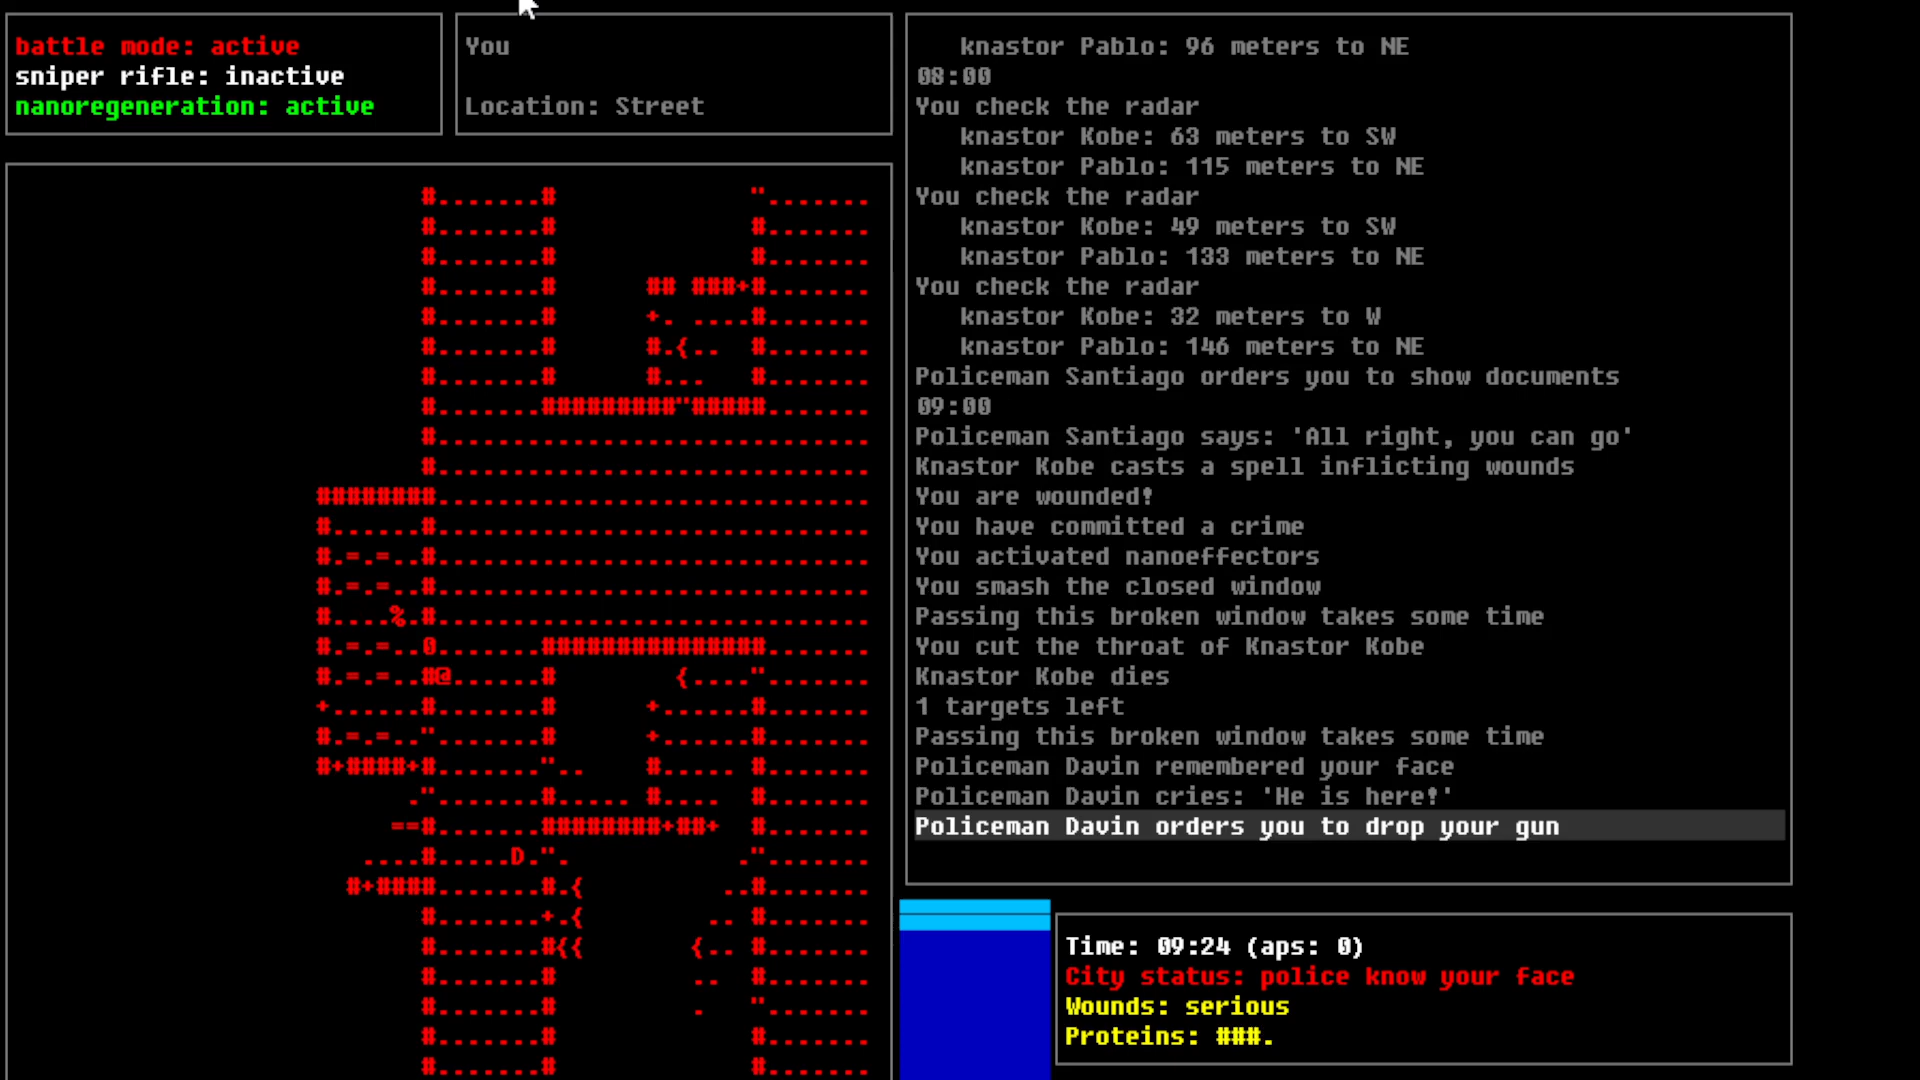 battle mode: active
sniper rifle: inactive
nanoregeneration: active
You
Location: Street
#.......#             ".......
#.......#             #.......
#.......#             #.......
#.......#      ## ###+#.......
#.......#      +. ....#.......
#.......#      #.{..  #.......
#.......#      #...   #.......
#.......#########"#####.......
#.............................
#.............................
########.............................
#......#.............................
#.=.=..#.............................
#.=.=..#.............................
#....%.#.............................
#.=.=..0.......###############.......
#.=.=..#@......#        {....".......
+......#.......#      +......#.......
#.=.=..".......#      +......#.......
#+####+#.......".. #..... #.......
.".......#..... #.... #.......
==#.......########+##+ #.......
....#.....D.". .".......
#+####.......#.{ ..#.......
#.......+.{ .. #.......
#.......#{{ {.. #.......
#.......# .. #.......
#.......# . ".......
#.......# #.......
#.......# #.......
knastor Pablo: 96 meters to NE
08:00
You check the radar
knastor Kobe: 63 meters to SW
knastor Pablo: 115 meters to NE
You check the radar
knastor Kobe: 49 meters to SW
knastor Pablo: 133 meters to NE
You check the radar
knastor Kobe: 32 meters to W
knastor Pablo: 146 meters to NE
Policeman Santiago orders you to show documents
09:00
Policeman Santiago says: 'All right, you can go'
Knastor Kobe casts a spell inflicting wounds
You are wounded!
You have committed a crime
You activated nanoeffectors
You smash the closed window
Passing this broken window takes some time
You cut the throat of Knastor Kobe
Knastor Kobe dies
1 targets left
Passing this broken window takes some time
Policeman Davin remembered your face
Policeman Davin cries: 'He is here!'
Policeman Davin orders you to drop your gun
Time: 09:24 (aps: 0)
City status: police know your face
Wounds: serious
Proteins: ###.